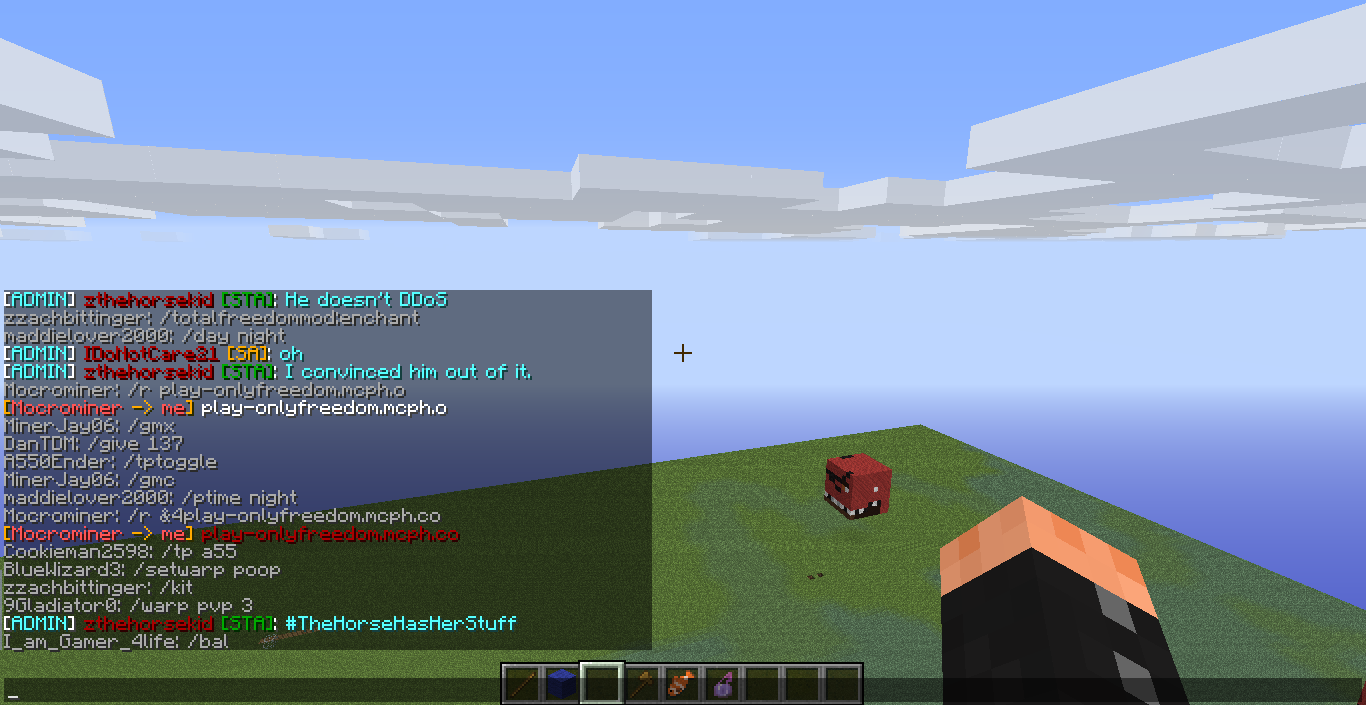 [ADMIN] zthehorsekid [STA]: He doesn't DDoS
zzachbittinger: /totalfreedommod:enchant
maddielover2000: /day night
[ADMIN] IDoNotCare21 [SA]: oh
[ADMIN] zthehorsekid [STA]: I convinced him out of it.
Mocrominer: /r play-onlyfreedom.mcph.o
[Mocrominer -> me] play-onlyfreedom.mcph.o
MinerJay06: /gmx
DanTDM: /give 137
A550Ender: /tptoggle
MinerJay06: /gmc
maddielover2000: /ptime night
Mocrominer: /r &4play-onlyfreedom.mcph.co
[Mocrominer -> me] play-onlyfreedom.mcph.co
Cookieman2598: /tp a55
BlueWizard3: /setwarp poop
zzachbittinger: /kit
9Gladiator0: /warp pvp 3
[ADMIN] zthehorsekid [STA]: #TheHorseHasHerStuff
I_am_Gamer_4life: /bal
_